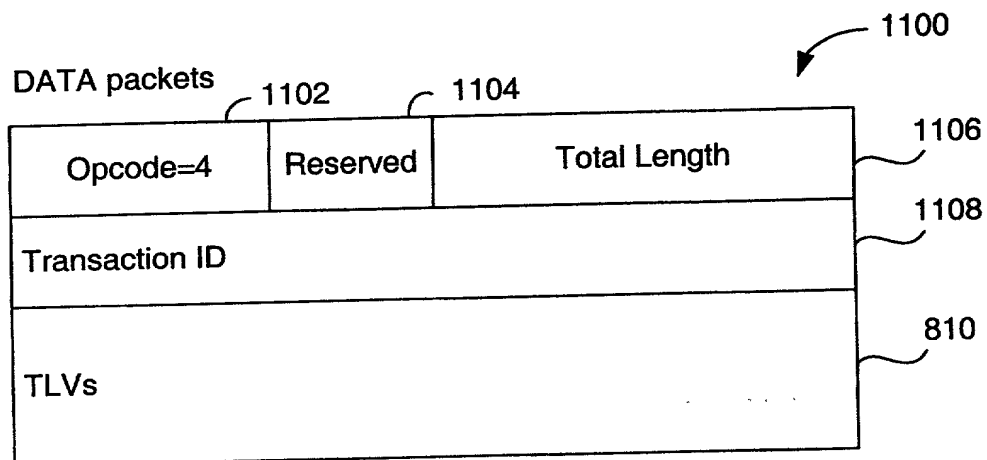 1100
DATA packets
1102
1104
Opcode=4 Reserved Total Length
1106
1108
Transaction ID
810
TLVs